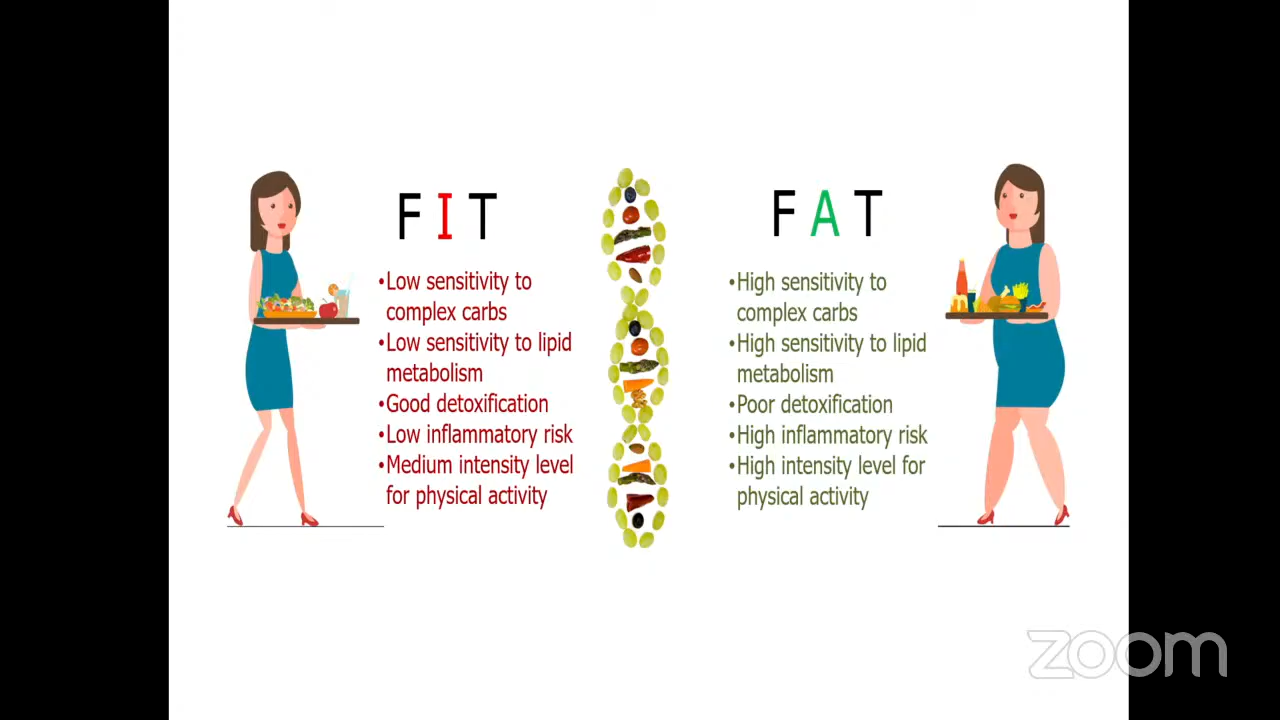 FIT
•Low sensitivity to
complex carbs
•Low sensitivity to lipid
metabolism
•Good detoxification
•Low inflammatory risk
•Medium intensity level
for physical activity
FAT
•High sensitivity to
complex carbs
•High sensitivity to lipid
metabolism
•Poor detoxification
•High inflammatory risk
•High intensity level for
physical activity
zoom